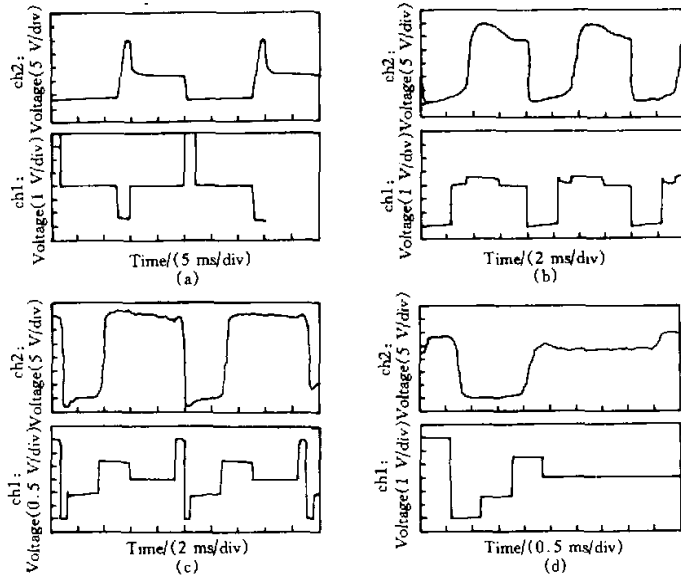 ch2:
Voltage(5 V/div)
ch1:
Voltage(1 V/div)
Time/(5 ms/div)
(a)
ch2:
Voltage(5 V/div)
ch1:
Voltage(1 V/div)
Time/(2 ms/div)
(b)
ch2:
Voltage(5 V/div)
ch1:
Voltage(0.5 V/div)
Time/(2 ms/div)
(c)
ch2:
Voltage(5 V/div)
ch1:
Voltage(1 V/div)
Time/(0.5 ms/div)
(d)